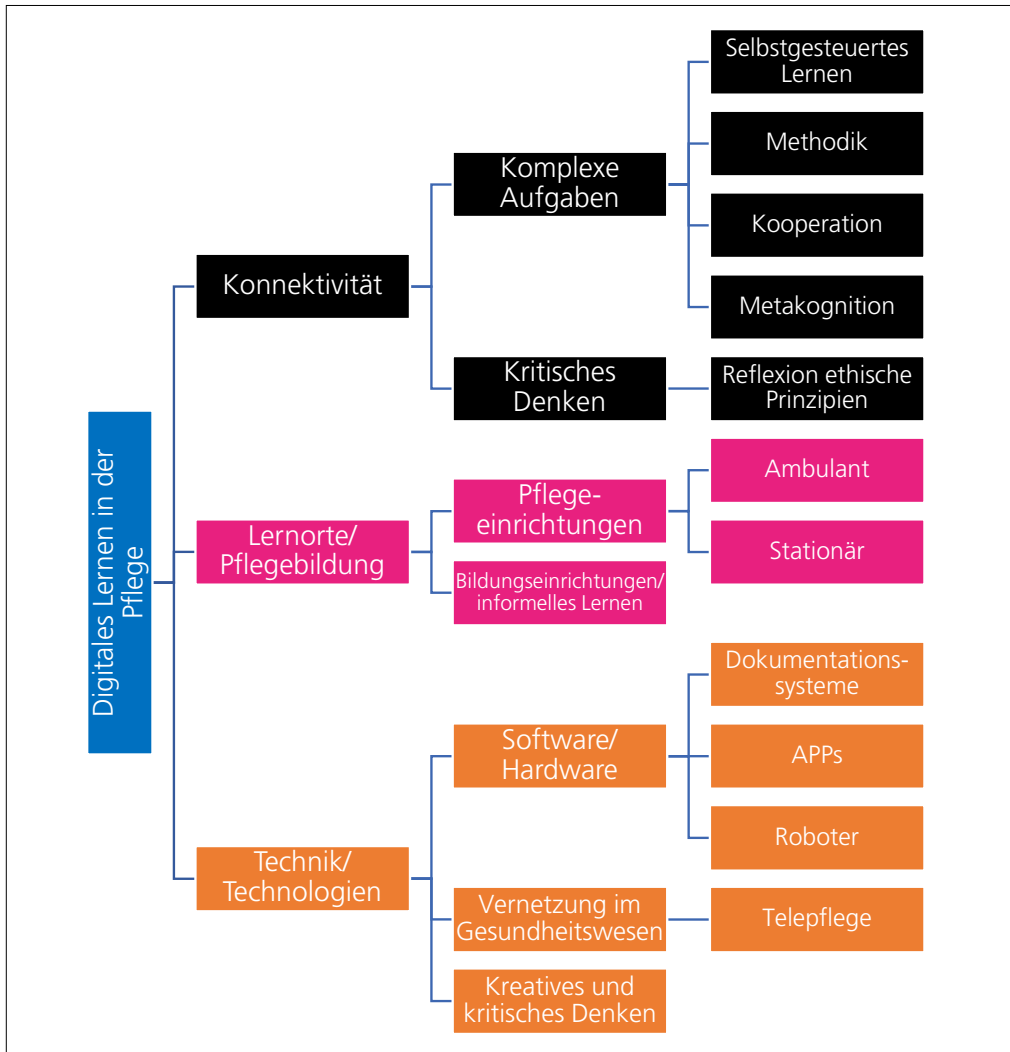 Digitales Lernen in der
Pflege
Konnektivität
Komplexe
Aufgaben
Selbstgesteuertes
Lernen
Methodik
Kooperation
Metakognition
Kritisches
Denken
Reflexion ethische
Prinzipien
Lernorte/
Pflegebildung
Pflege-
einrichtungen
Ambulant
Stationär
Bildungseinrichtungen/
informelles Lernen
Technik/
Technologien
Software/
Hardware
Dokumentations-
systeme
APPs
Roboter
Vernetzung im
Gesundheitswesen
Telepflege
Kreatives und
kritisches Denken